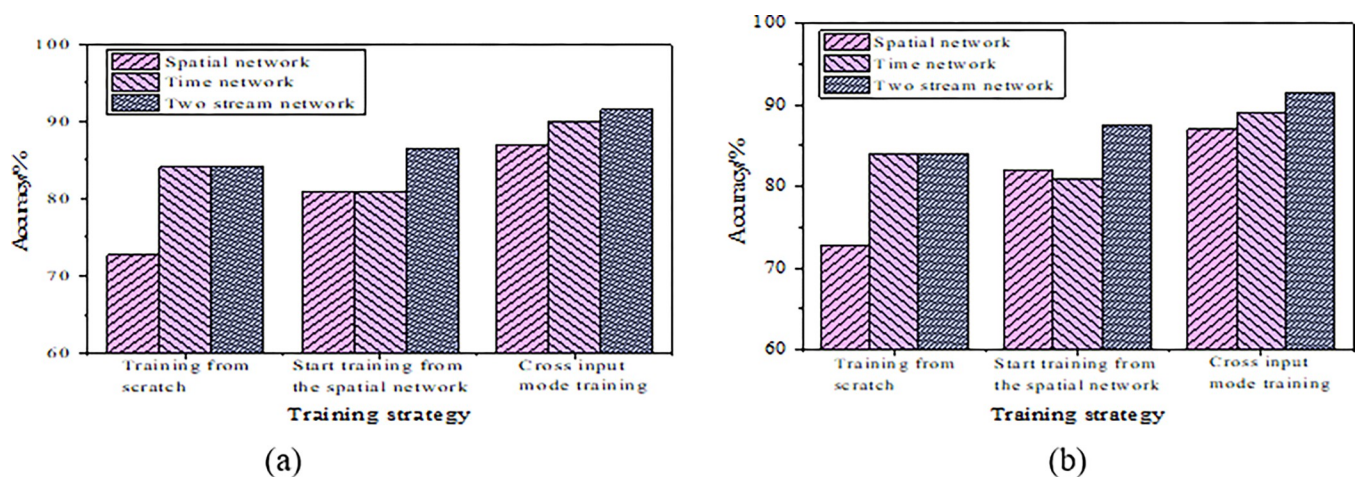 100
90
80
70
60
Accuracy/%
Spatial network
Time network
Two stream network
Training from
scratch
Start training from
the spatial network
Cross input
mode training
Training strategy
(a)
100
90
80
70
60
Accuracy/%
Spatial network
Time network
Two stream network
Training from
scratch
Start training from
the spatial network
Cross input
mode training
Training strategy
(b)